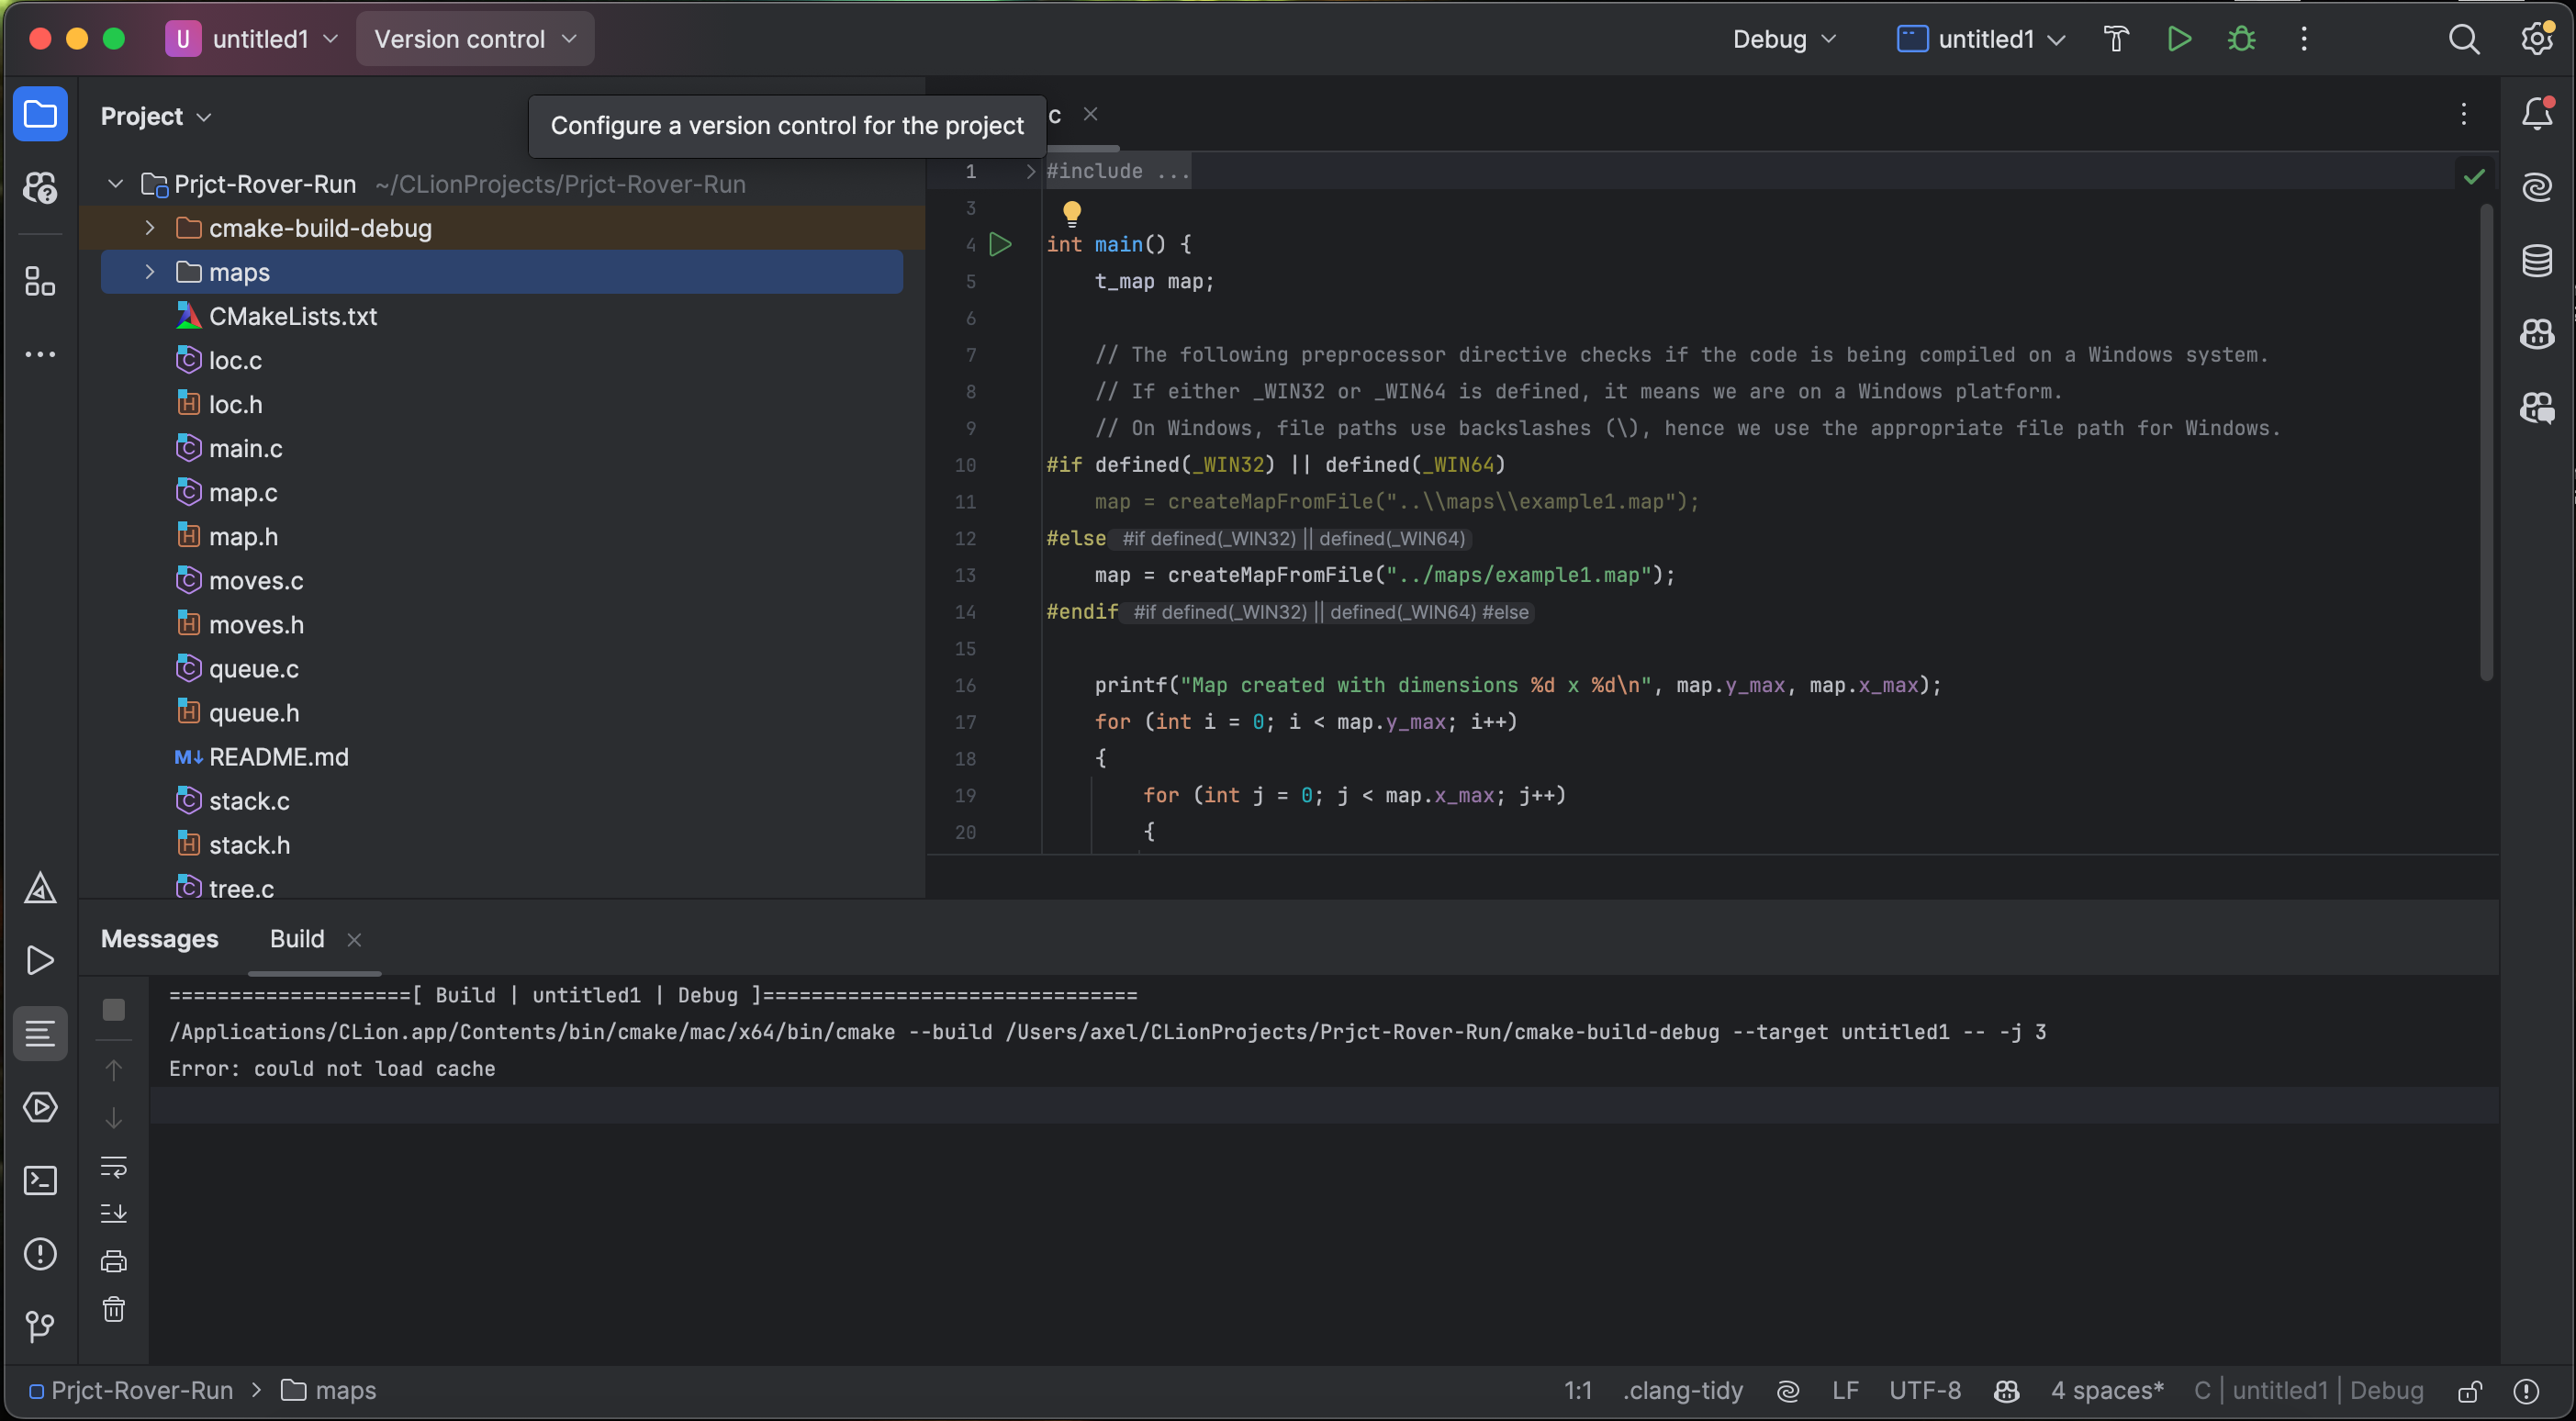 U untitled1 Version control Debug untitled1
Project
Configure a version control for the project
c
Prjct-Rover-Run ~/CLionProjects/Prjct-Rover-Run
cmake-build-debug
maps
CMakeLists.txt
loc.c
loc.h
main.c
map.c
map.h
moves.c
moves.h
queue.c
queue.h
README.md
stack.c
stack.h
tree.c
1 #include ...
3
4 int main() {
5 t_map map;
6
7 // The following preprocessor directive checks if the code is being compiled on a Windows system.
8 // If either _WIN32 or _WIN64 is defined, it means we are on a Windows platform.
9 // On Windows, file paths use backslashes (\), hence we use the appropriate file path for Windows.
10 #if defined(_WIN32) || defined(_WIN64)
11 map = createMapFromFile("..\\maps\\example1.map");
12 #else #if defined(_WIN32) || defined(_WIN64)
13 map = createMapFromFile("../maps/example1.map");
14 #endif #if defined(_WIN32) || defined(_WIN64) #else
15
16 printf("Map created with dimensions %d x %d\n", map.y_max, map.x_max);
17 for (int i = 0; i < map.y_max; i++)
18 {
19 for (int j = 0; j < map.x_max; j++)
20 {
Messages Build
====================[ Build | untitled1 | Debug ]===============================
/Applications/CLion.app/Contents/bin/cmake/mac/x64/bin/cmake --build /Users/axel/CLionProjects/Prjct-Rover-Run/cmake-build-debug --target untitled1 -- -j 3
Error: could not load cache
Prjct-Rover-Run > maps 1:1 .clang-tidy LF UTF-8 4 spaces* C | untitled1 | Debug